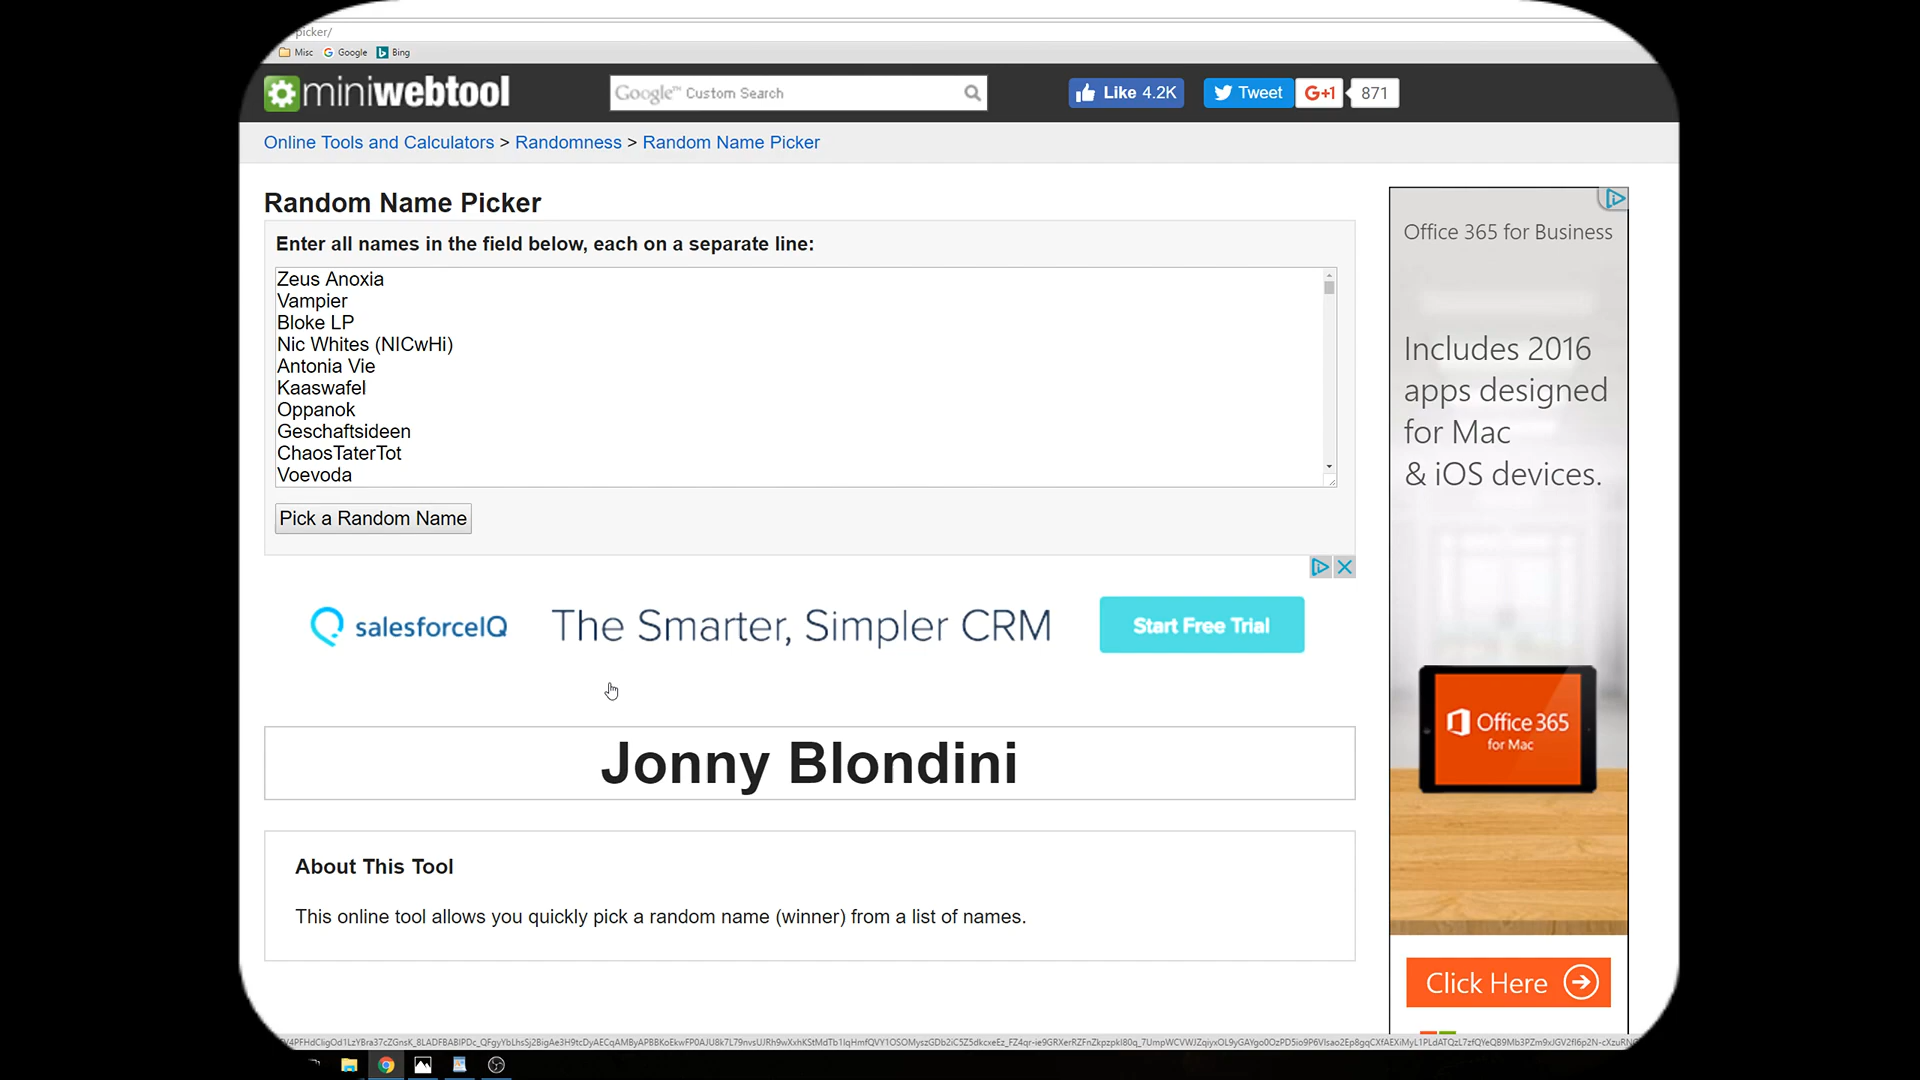 picker/
Misc Google Bing
miniwebtool
Google™ Custom Search
Like 4.2K
Tweet
G+1
871
Online Tools and Calculators > Randomness > Random Name Picker
Random Name Picker
Enter all names in the field below, each on a separate line:
Zeus Anoxia
Vampier
Bloke LP
Nic Whites (NICwHi)
Antonia Vie
Kaaswafel
Oppanok
Geschaftsideen
ChaosTaterTot
Voevoda
Pick a Random Name
salesforceIQ
The Smarter, Simpler CRM
Start Free Trial
Jonny Blondini
About This Tool
This online tool allows you quickly pick a random name (winner) from a list of names.
Office 365 for Business
Includes 2016
apps designed
for Mac
& iOS devices.
Office 365
for Mac
Click Here